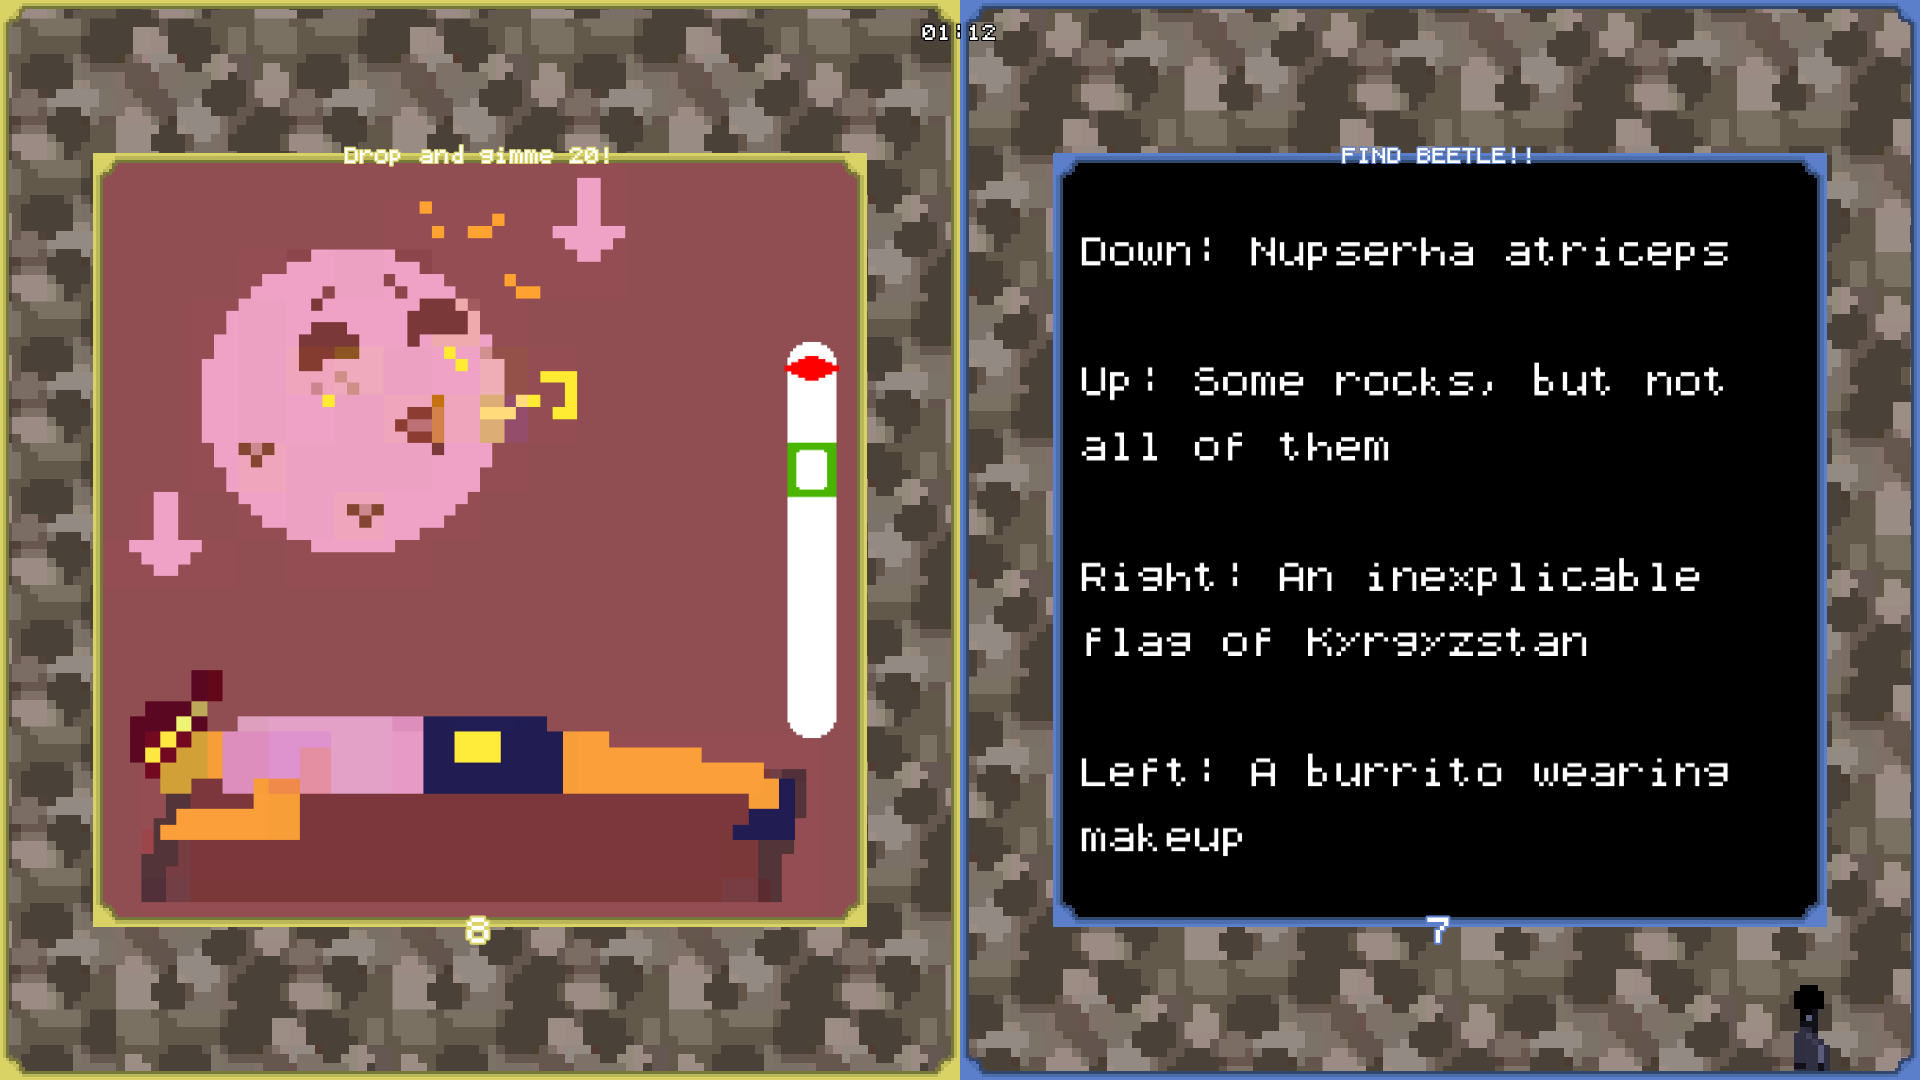 01:12
Drop and gimme 20!
8
FIND BEETLE!!
Down: Nupserha atriceps
Up: Some rocks, but not
all of them
Right: An inexplicable
flag of Kyrgyzstan
Left: A burrito wearing
makeup
7